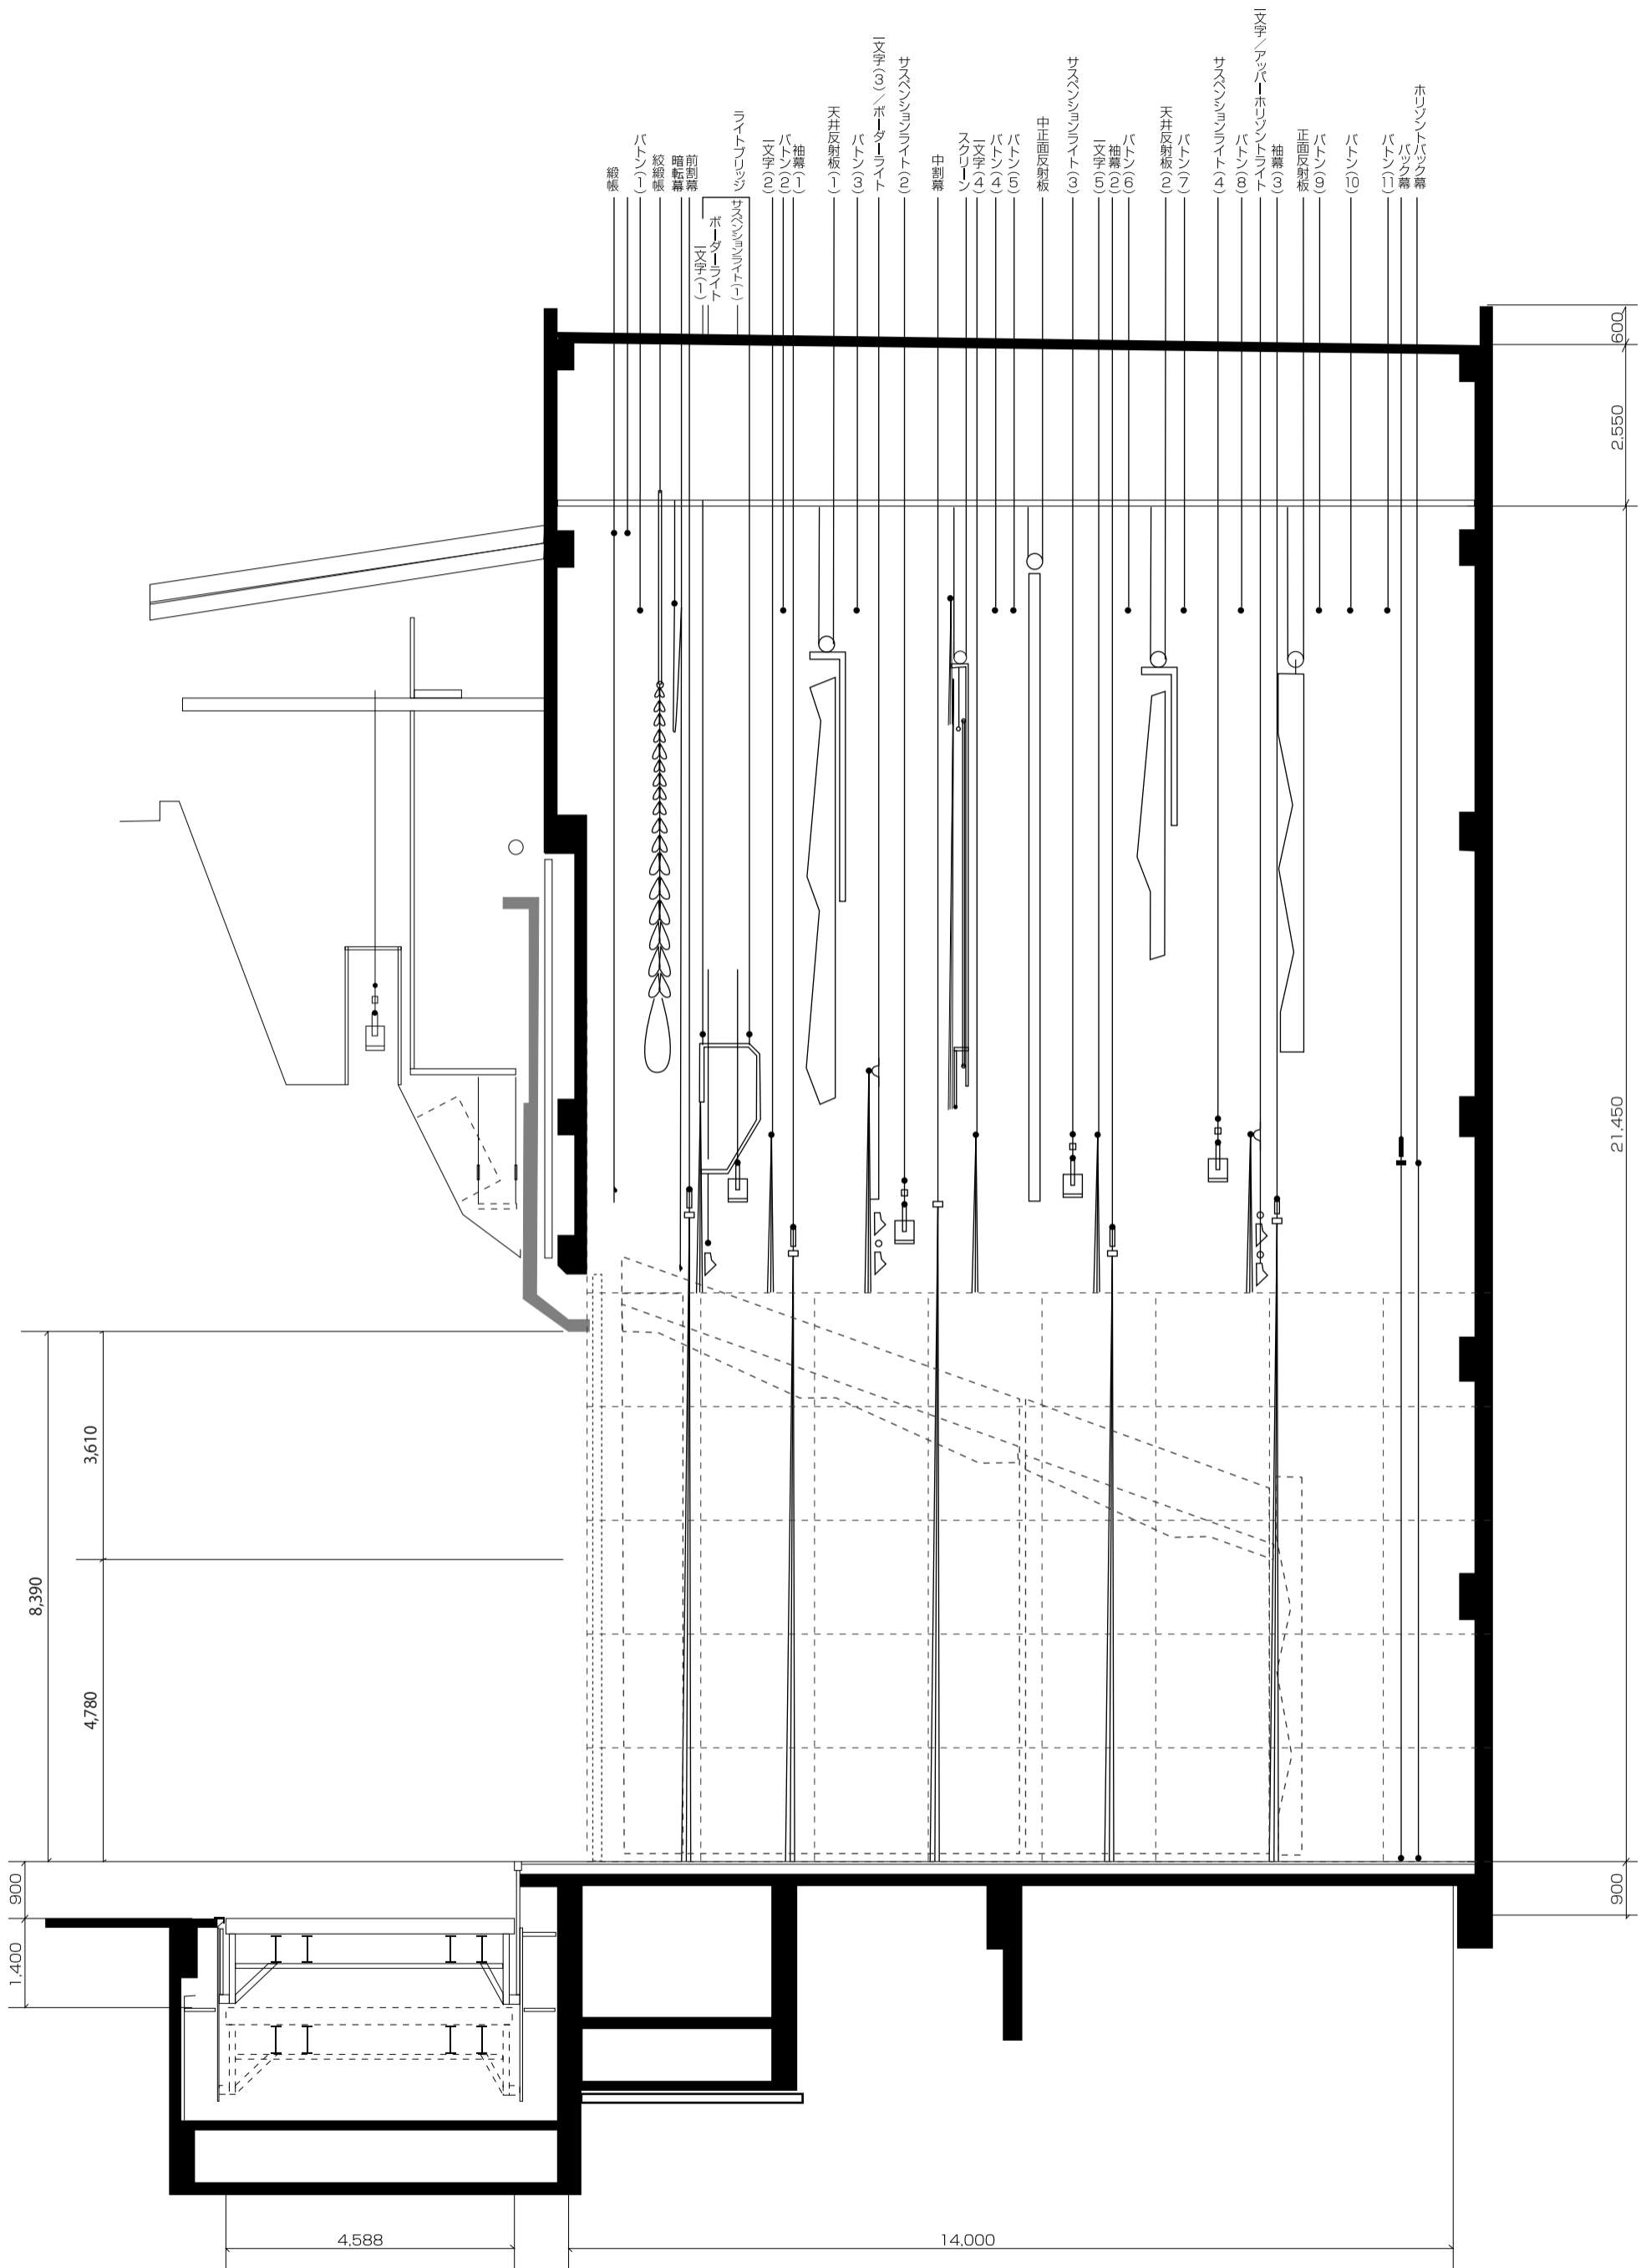 緞帳
バトン(1)
絞緞帳
暗転幕
前割幕
ライトブリッジ
一文字(1)
ボーダーライト
サスペンションライト(1)
一文字(2)
バトン(2)
袖幕(1)
天井反射板(1)
バトン(3)
一文字(3)／ボーダーライト
サスペンションライト(2)
中割幕
スクリーン
一文字(4)
バトン(4)
バトン(5)
中正面反射板
サスペンションライト(3)
一文字(5)
袖幕(2)
バトン(6)
天井反射板(2)
バトン(7)
サスペンションライト(4)
バトン(8)
一文字／アッパーホリゾントライト
袖幕(3)
正面反射板
バトン(9)
バトン(10)
バトン(11)
バック幕
ホリゾントバック幕
600
2,550
21,450
3,610
8,390
4,780
900
900
1,400
4,588
14,000